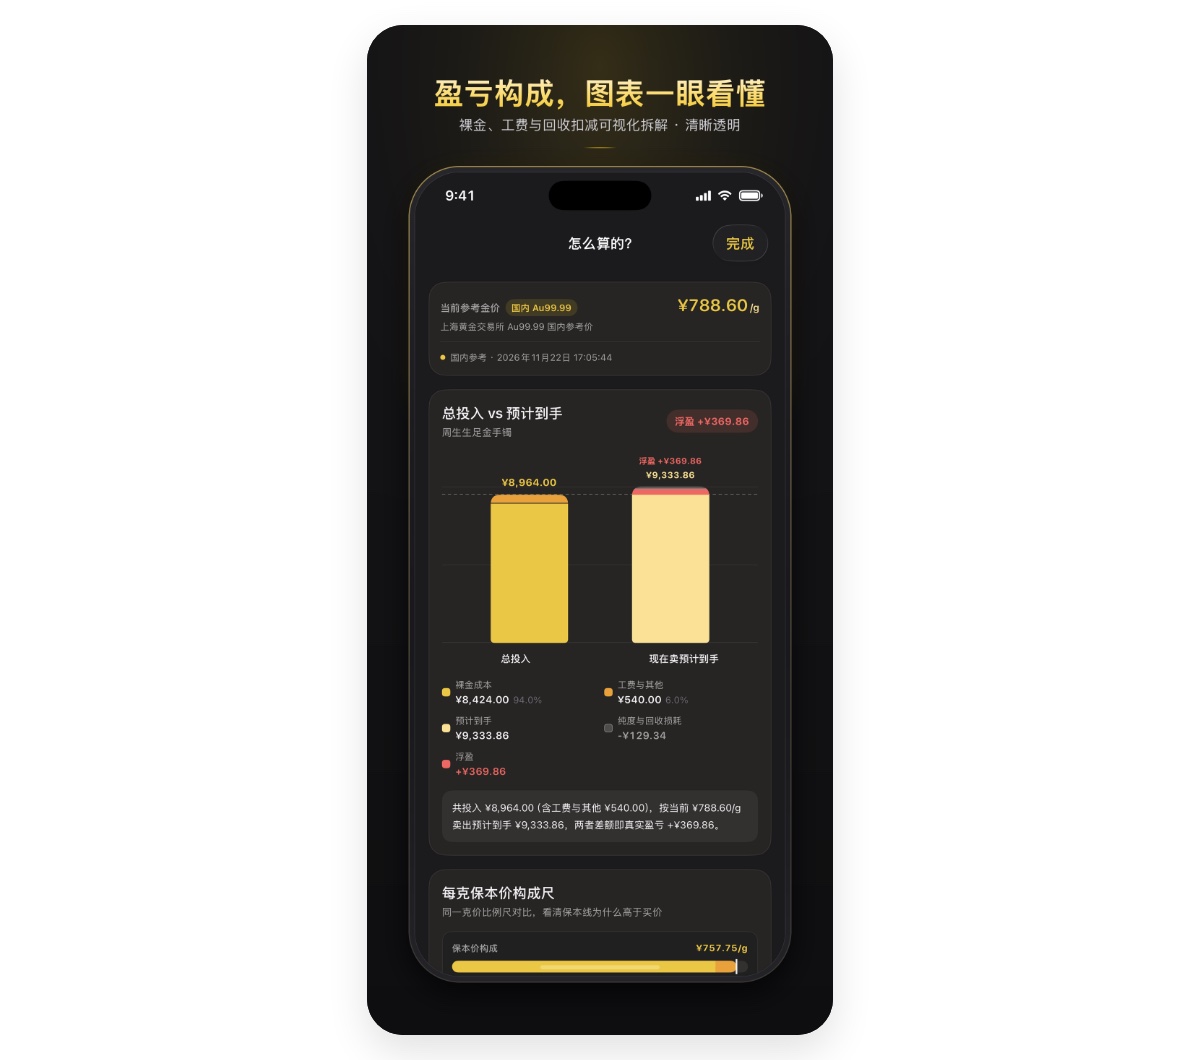 盈亏构成，图表一眼看懂
裸金、工费与回收扣减可视化拆解 · 清晰透明
9:41
怎么算的?
完成
当前参考金价 国内 Au99.99 ¥788.60/g
上海黄金交易所 Au99.99 国内参考价
国内参考 · 2026年11月22日 17:05:44
总投入 vs 预计到手
周生生足金手镯
浮盈 +¥369.86
浮盈 +¥369.86
¥9,333.86
¥8,964.00
总投入
现在卖预计到手
裸金成本
¥8,424.00 94.0%
工费与其他
¥540.00 6.0%
预计到手
¥9,333.86
纯度与回收损耗
-¥129.34
浮盈
+¥369.86
共投入 ¥8,964.00 (含工费与其他 ¥540.00)，按当前 ¥788.60/g
卖出预计到手 ¥9,333.86，两者差额即真实盈亏 +¥369.86。
每克保本价构成尺
同一克价比例尺对比，看清保本线为什么高于买价
保本价构成 ¥757.75/g